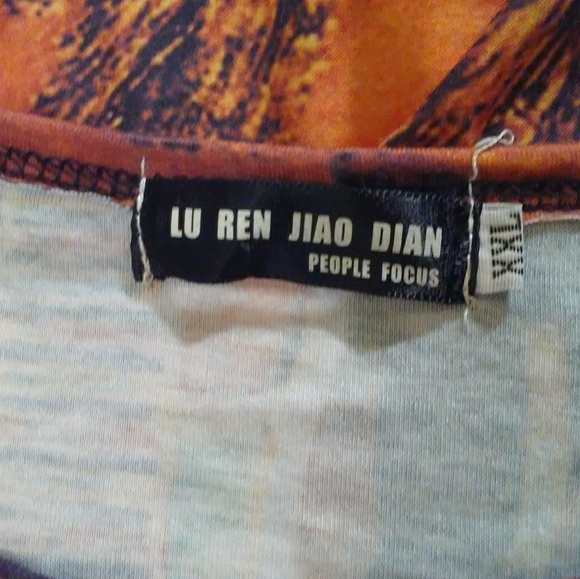 LU REN JIAO DIAN
PEOPLE FOCUS
XXL